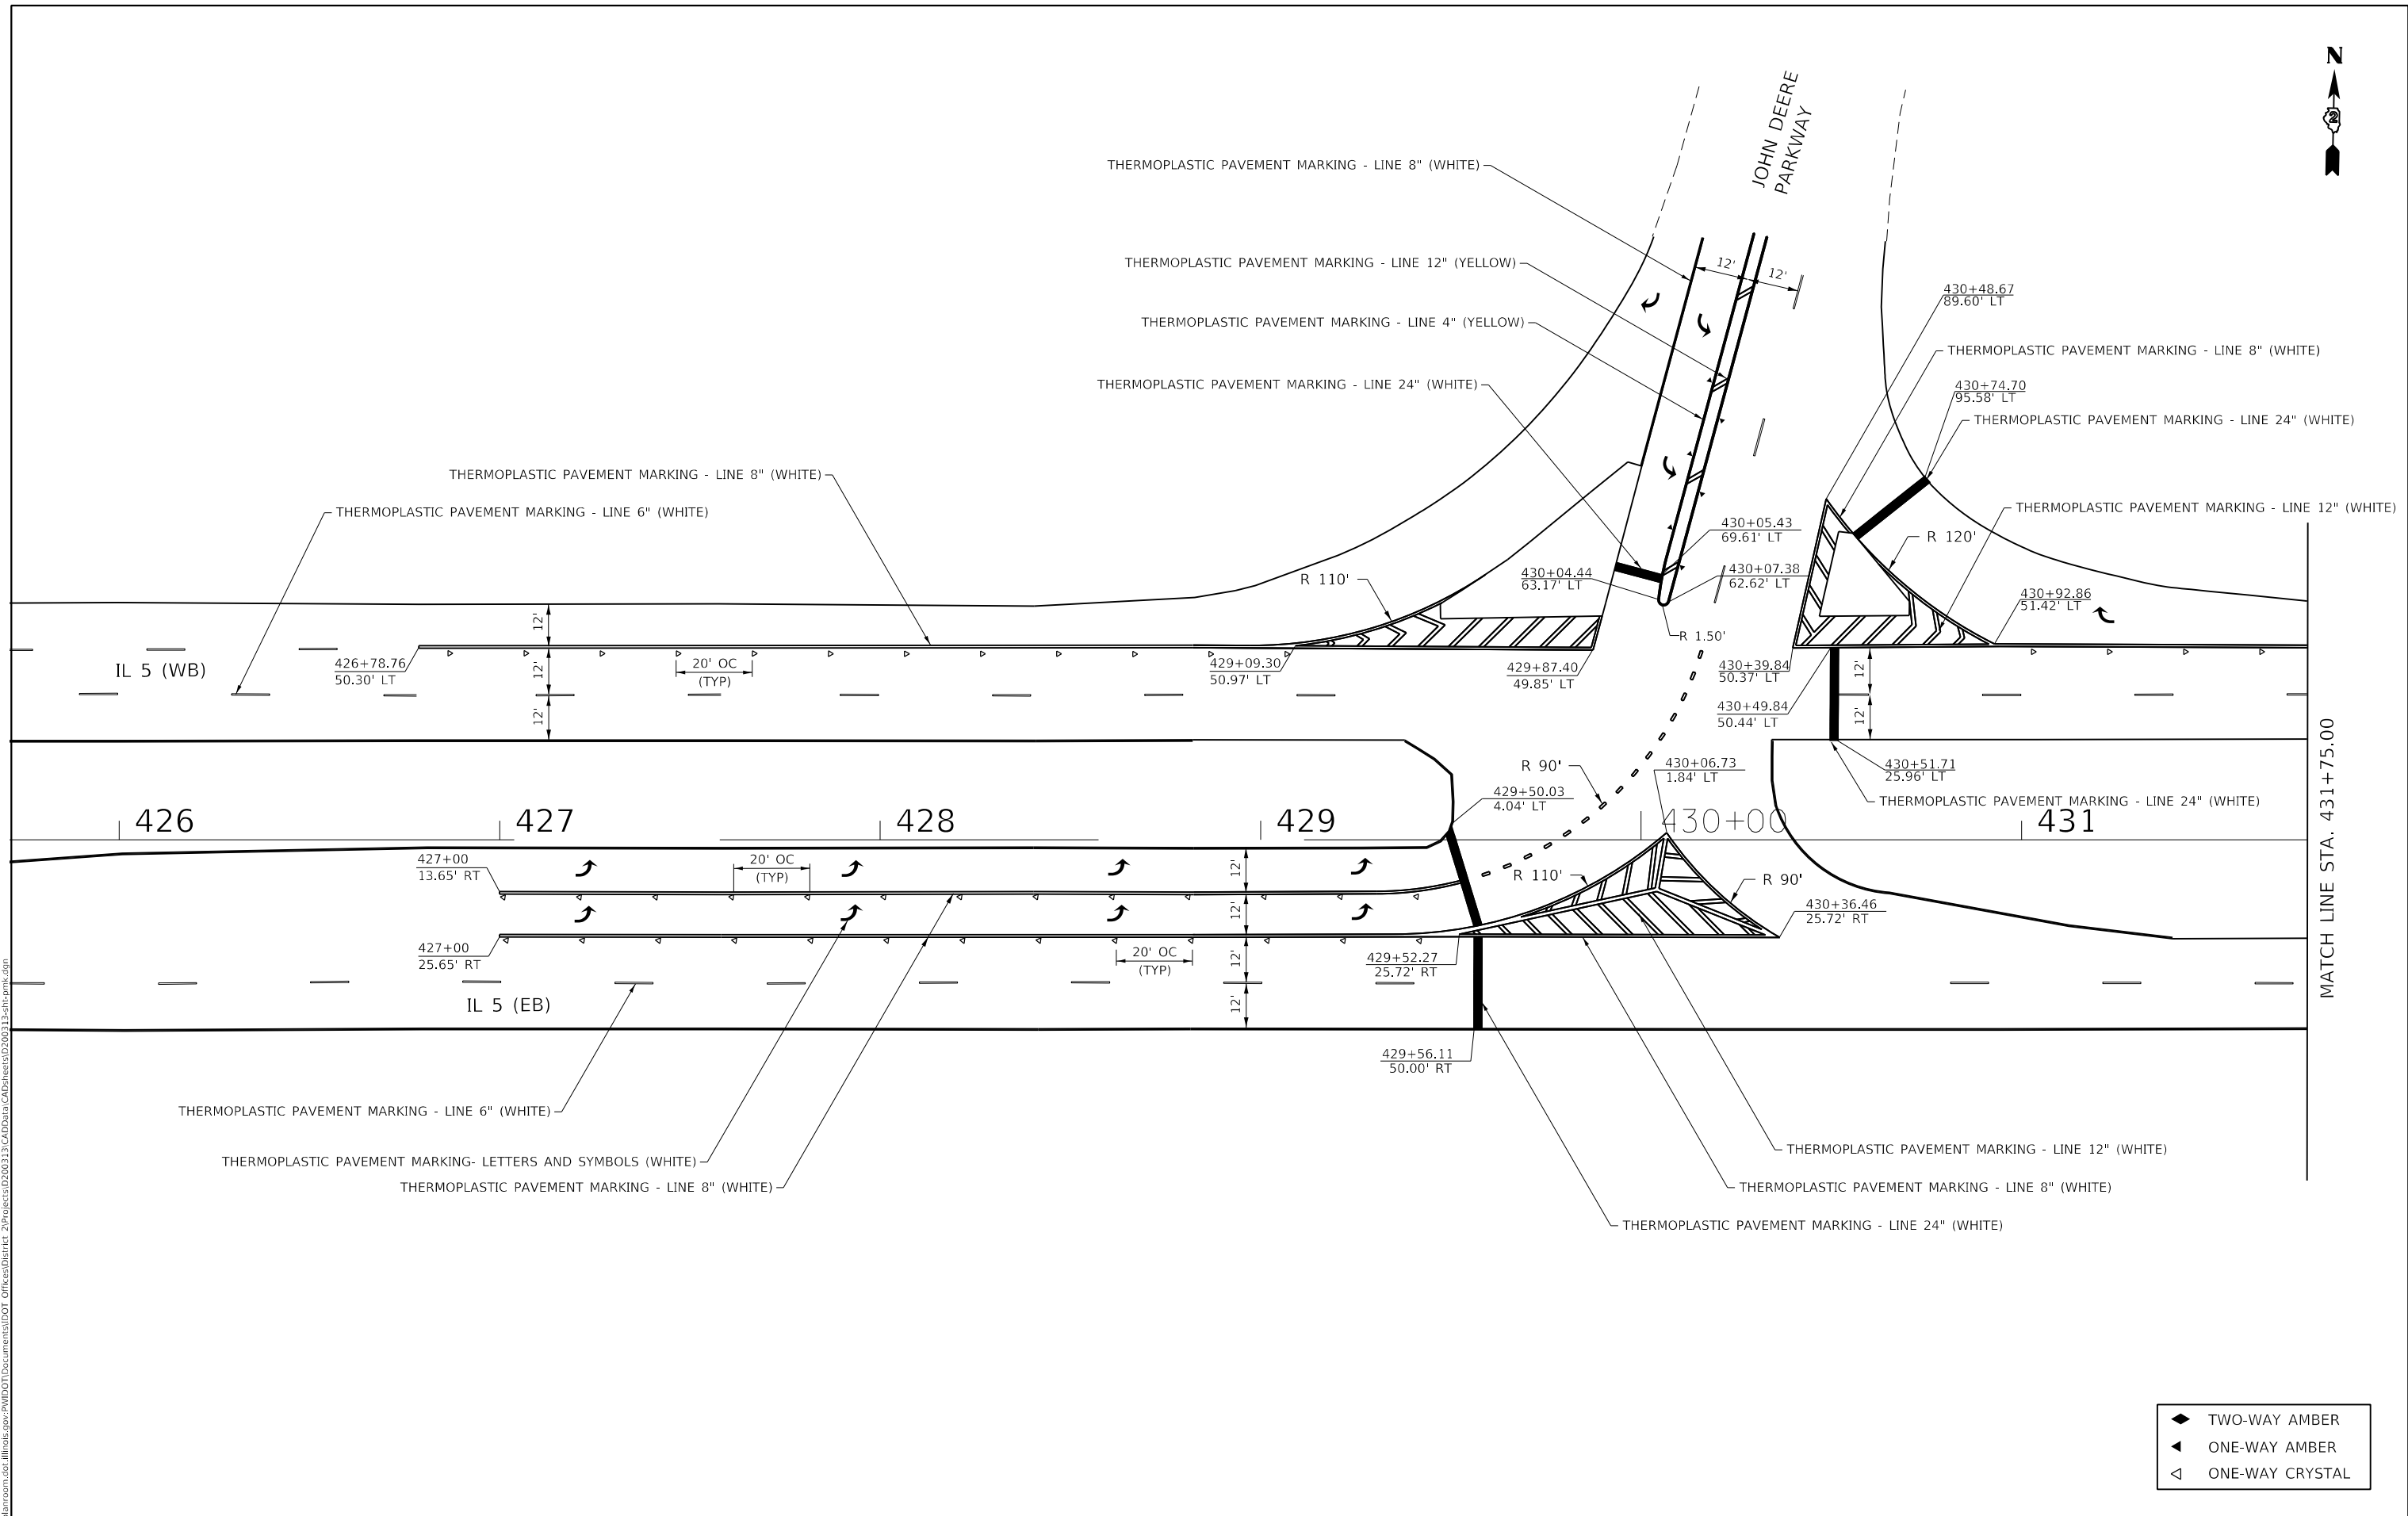 N
2
JOHN DEERE
PARKWAY
THERMOPLASTIC PAVEMENT MARKING - LINE 8" (WHITE)
THERMOPLASTIC PAVEMENT MARKING - LINE 12" (YELLOW)
12'
12'
430+48.67
89.60' LT
THERMOPLASTIC PAVEMENT MARKING - LINE 4" (YELLOW)
THERMOPLASTIC PAVEMENT MARKING - LINE 8" (WHITE)
THERMOPLASTIC PAVEMENT MARKING - LINE 24" (WHITE)
430+74.70
95.58' LT
THERMOPLASTIC PAVEMENT MARKING - LINE 24" (WHITE)
THERMOPLASTIC PAVEMENT MARKING - LINE 8" (WHITE)
THERMOPLASTIC PAVEMENT MARKING - LINE 6" (WHITE)
THERMOPLASTIC PAVEMENT MARKING - LINE 12" (WHITE)
430+05.43
69.61' LT
R 120'
R 110'
430+04.44
63.17' LT
430+07.38
62.62' LT
430+92.86
51.42' LT
12'
R 1.50'
IL 5 (WB)
426+78.76
50.30' LT
12'
20' OC
(TYP)
429+09.30
50.97' LT
429+87.40
49.85' LT
430+39.84
50.37' LT
12'
12'
430+49.84
50.44' LT
12'
MATCH LINE STA. 431+75.00
R 90'
430+06.73
1.84' LT
430+51.71
25.96' LT
429+50.03
4.04' LT
THERMOPLASTIC PAVEMENT MARKING - LINE 24" (WHITE)
426
427
428
429
430+00
431
427+00
13.65' RT
20' OC
(TYP)
12'
R 110'
R 90'
12'
430+36.46
25.72' RT
427+00
25.65' RT
12'
20' OC
(TYP)
429+52.27
25.72' RT
IL 5 (EB)
12'
429+56.11
50.00' RT
THERMOPLASTIC PAVEMENT MARKING - LINE 6" (WHITE)
THERMOPLASTIC PAVEMENT MARKING - LINE 12" (WHITE)
THERMOPLASTIC PAVEMENT MARKING- LETTERS AND SYMBOLS (WHITE)
THERMOPLASTIC PAVEMENT MARKING - LINE 8" (WHITE)
THERMOPLASTIC PAVEMENT MARKING - LINE 8" (WHITE)
THERMOPLASTIC PAVEMENT MARKING - LINE 24" (WHITE)
TWO-WAY AMBER
ONE-WAY AMBER
ONE-WAY CRYSTAL